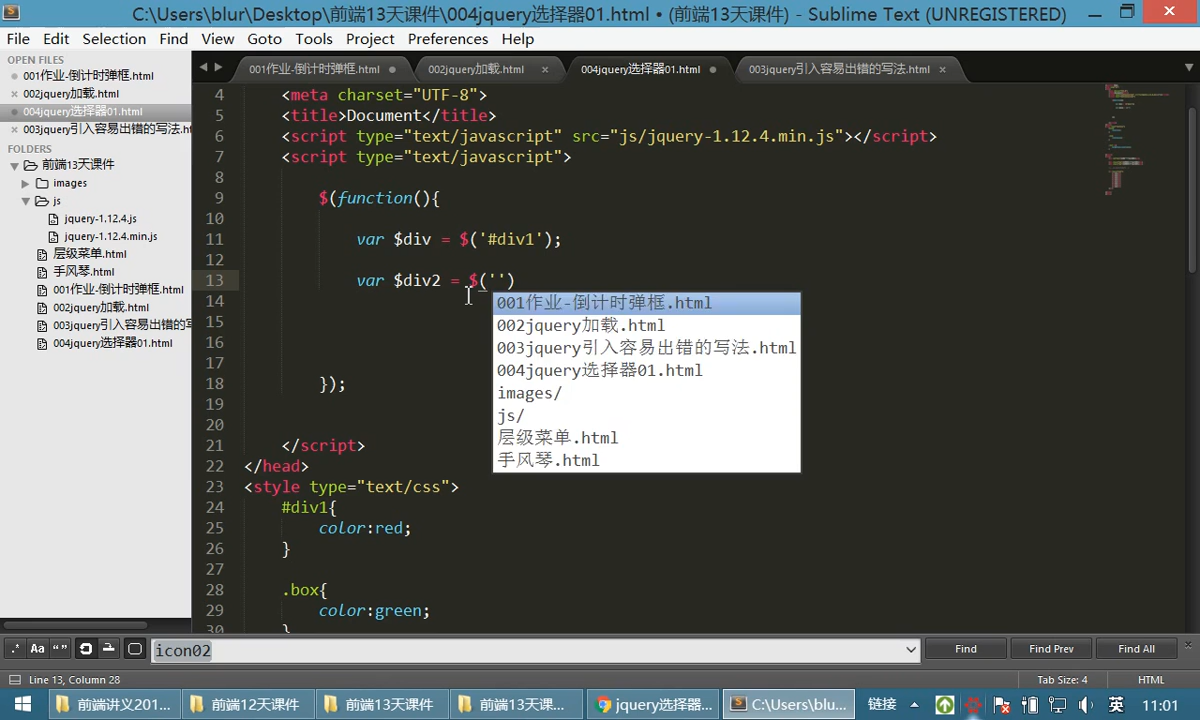 C:\Users\blur\Desktop\前端13天课件\004jquery选择器01.html • (前端13天课件) - Sublime Text (UNREGISTERED)
File Edit Selection Find View Goto Tools Project Preferences Help
OPEN FILES
001作业-倒计时弹框.html
002jquery加载.html
004jquery选择器01.html
003jquery引入容易出错的写法.ht
FOLDERS
前端13天课件
images
js
jquery-1.12.4.js
jquery-1.12.4.min.js
层级菜单.html
手风琴.html
001作业-倒计时弹框.html
002jquery加载.html
003jquery引入容易出错的写
004jquery选择器01.html
001作业-倒计时弹框.html 002jquery加载.html 004jquery选择器01.html 003jquery引入容易出错的写法.html
4 <meta charset="UTF-8">
5 <title>Document</title>
6 <script type="text/javascript" src="js/jquery-1.12.4.min.js"></script>
7 <script type="text/javascript">
8
9 $(function(){
10
11 var $div = $('#div1');
12
13 var $div2 = $('')
14
15
16
17
18 });
19
20
21 </script>
22 </head>
23 <style type="text/css">
24 #div1{
25 color:red;
26 }
27
28 .box{
29 color:green;
30 }
001作业-倒计时弹框.html
002jquery加载.html
003jquery引入容易出错的写法.html
004jquery选择器01.html
images/
js/
层级菜单.html
手风琴.html
.* Aa “” icon02 Find Find Prev Find All
Line 13, Column 28 Tab Size: 4 HTML
前端讲义201... 前端12天课件 前端13天课件 前端13天课... jquery选择器... C:\Users\blu... 链接 英 11:01